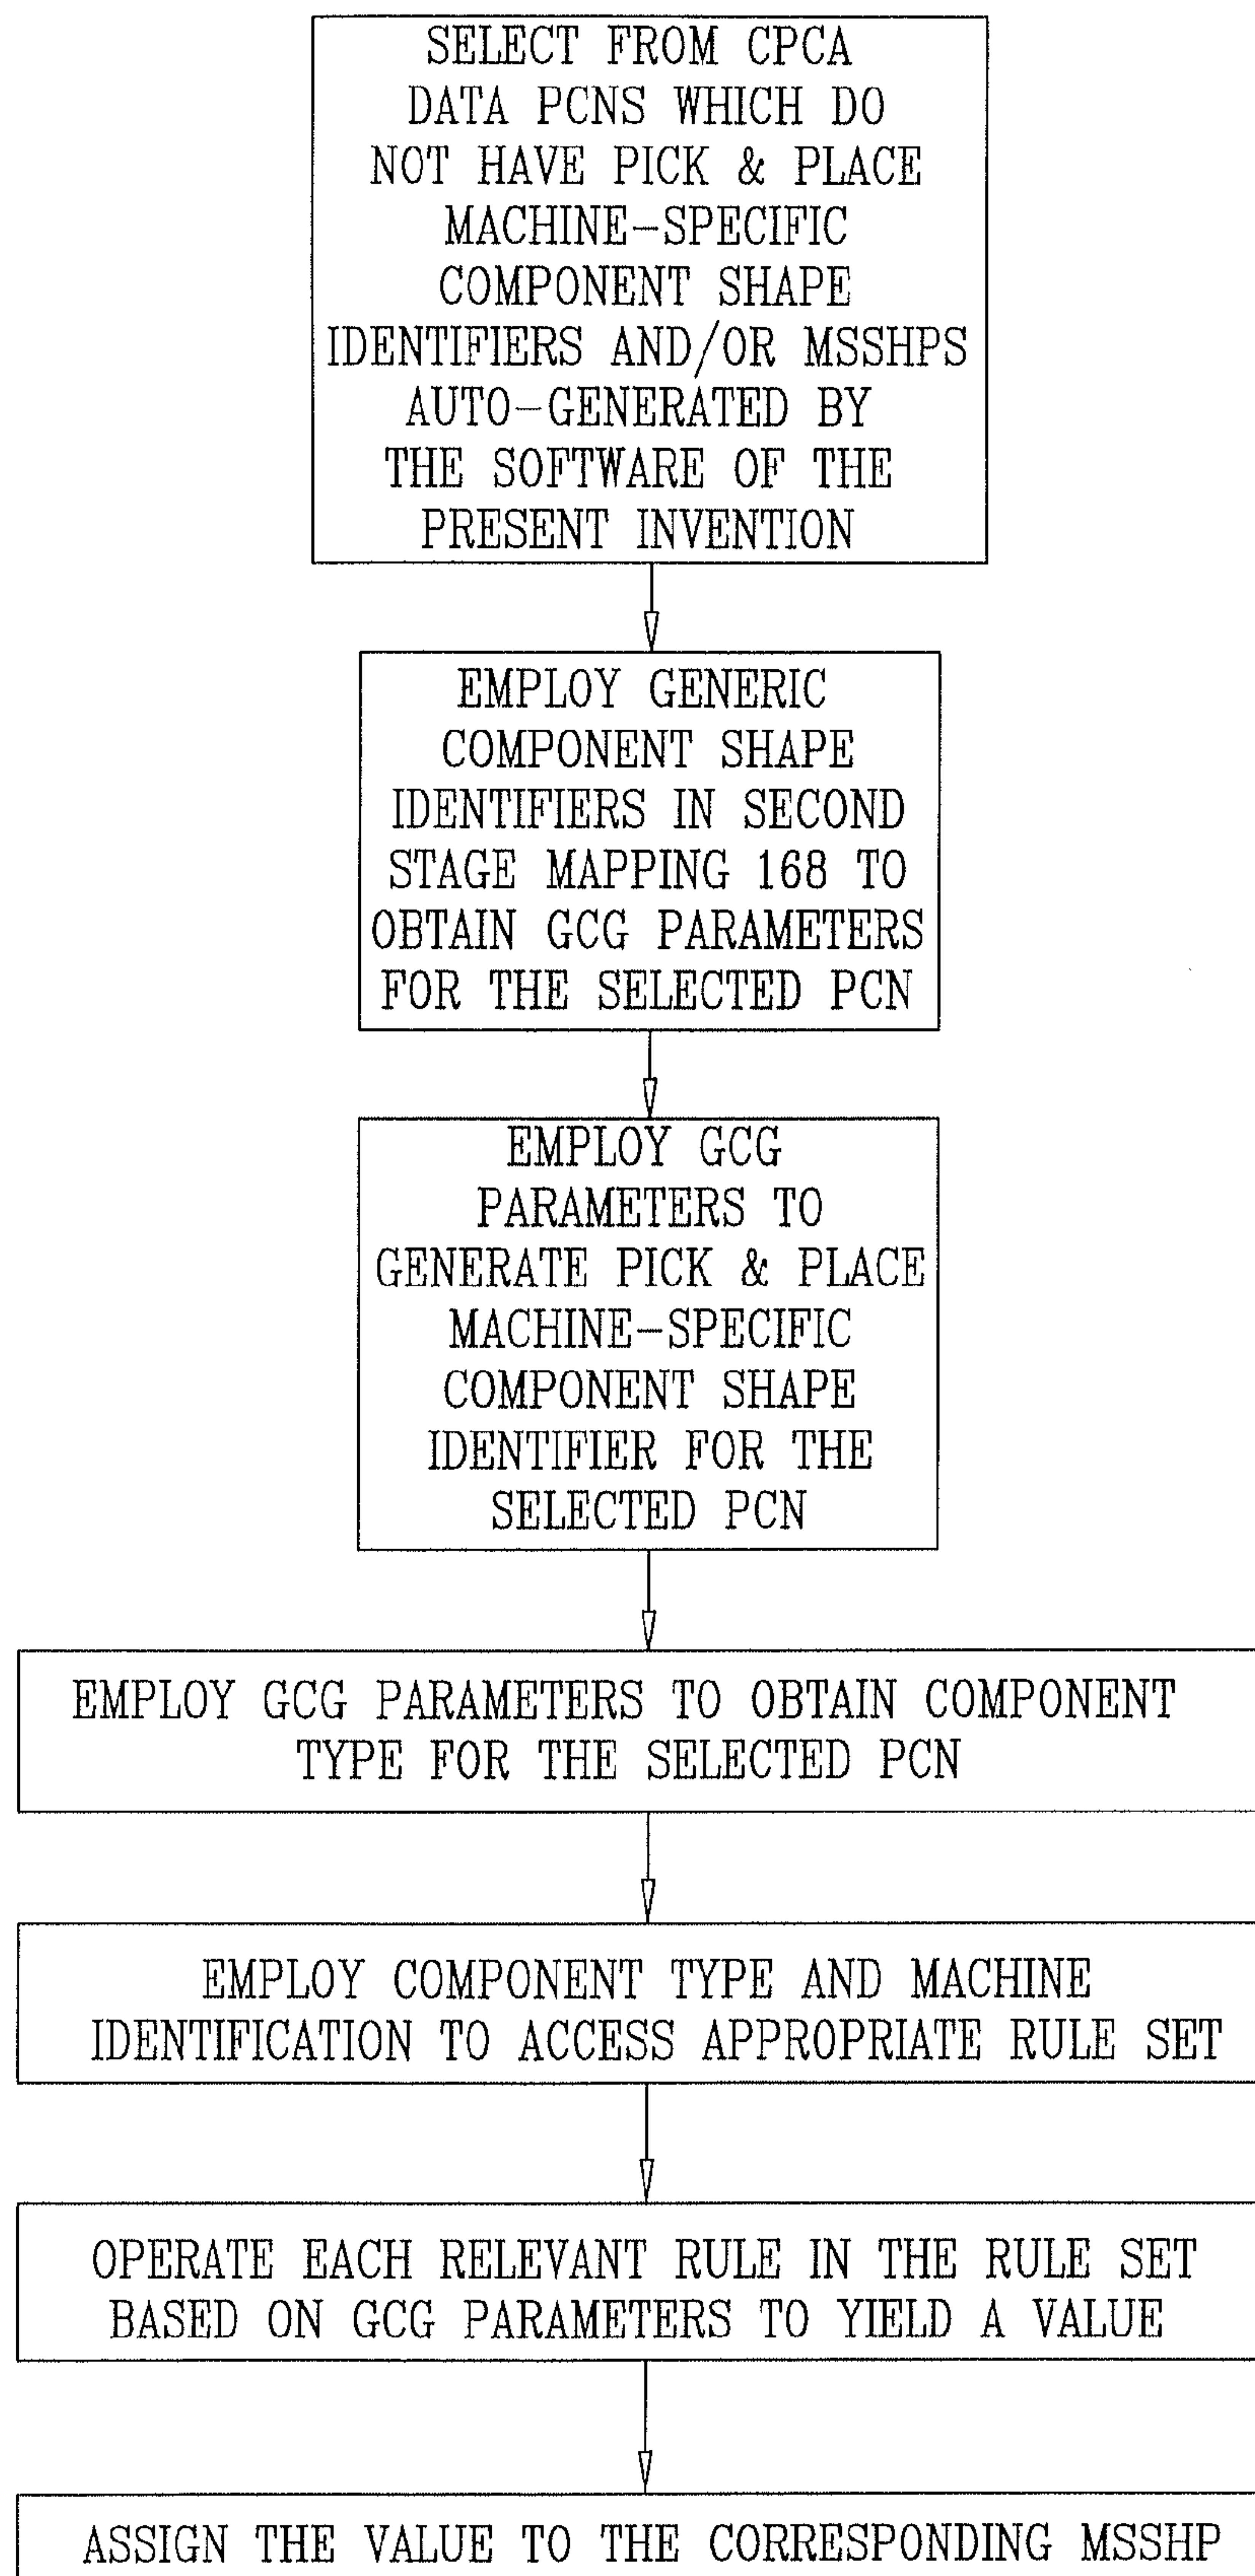 SELECT FROM CPCA
DATA PCNS WHICH DO
NOT HAVE PICK & PLACE
MACHINE-SPECIFIC
COMPONENT SHAPE
IDENTIFIERS AND/OR MSSHPS
AUTO-GENERATED BY
THE SOFTWARE OF THE
PRESENT INVENTION
EMPLOY GENERIC
COMPONENT SHAPE
IDENTIFIERS IN SECOND
STAGE MAPPING 168 TO
OBTAIN GCG PARAMETERS
FOR THE SELECTED PCN
EMPLOY GCG
PARAMETERS TO
GENERATE PICK & PLACE
MACHINE-SPECIFIC
COMPONENT SHAPE
IDENTIFIER FOR THE
SELECTED PCN
EMPLOY GCG PARAMETERS TO OBTAIN COMPONENT
TYPE FOR THE SELECTED PCN
EMPLOY COMPONENT TYPE AND MACHINE
IDENTIFICATION TO ACCESS APPROPRIATE RULE SET
OPERATE EACH RELEVANT RULE IN THE RULE SET
BASED ON GCG PARAMETERS TO YIELD A VALUE
ASSIGN THE VALUE TO THE CORRESPONDING MSSHP